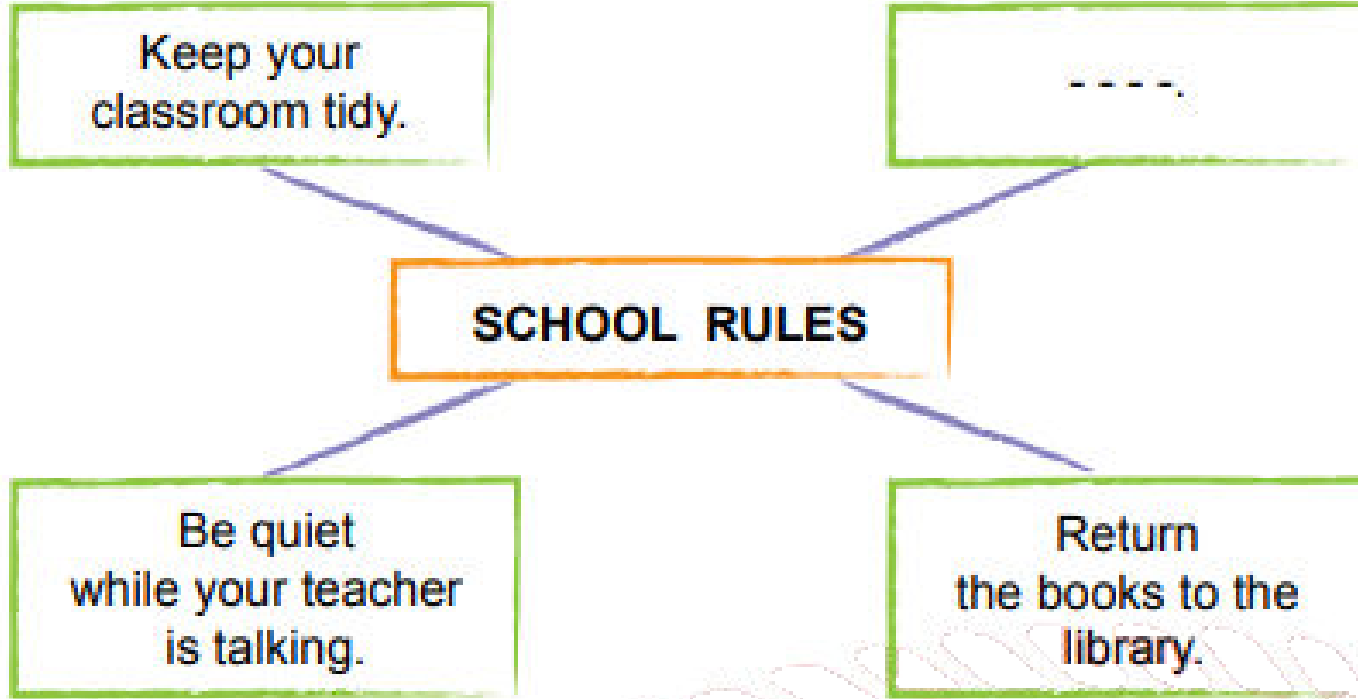 Keep your
classroom tidy.
- - - -.
SCHOOL RULES
Be quiet
while your teacher
is talking.
Return
the books to the
library.